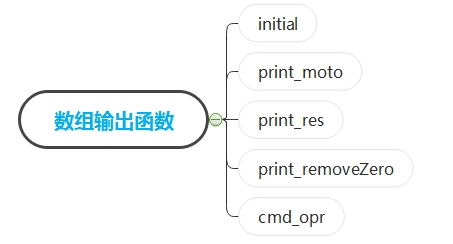 数组输出函数
initial
print_moto
print_res
print_removeZero
cmd_opr